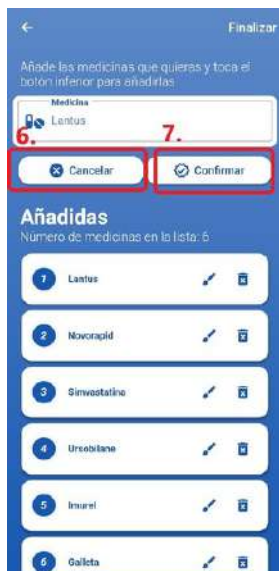 Finalizar
Añade las medicinas que quieras y toca el
botón inferior para añadirlas
Medicina
Lantus
6.
7.
Cancelar
Confirmar
Añadidas
Número de medicinas en la lista: 6
1 Lantus
2 Novorapid
3 Simvastatina
4 Ursobilane
5 Imurel
6 Galleta